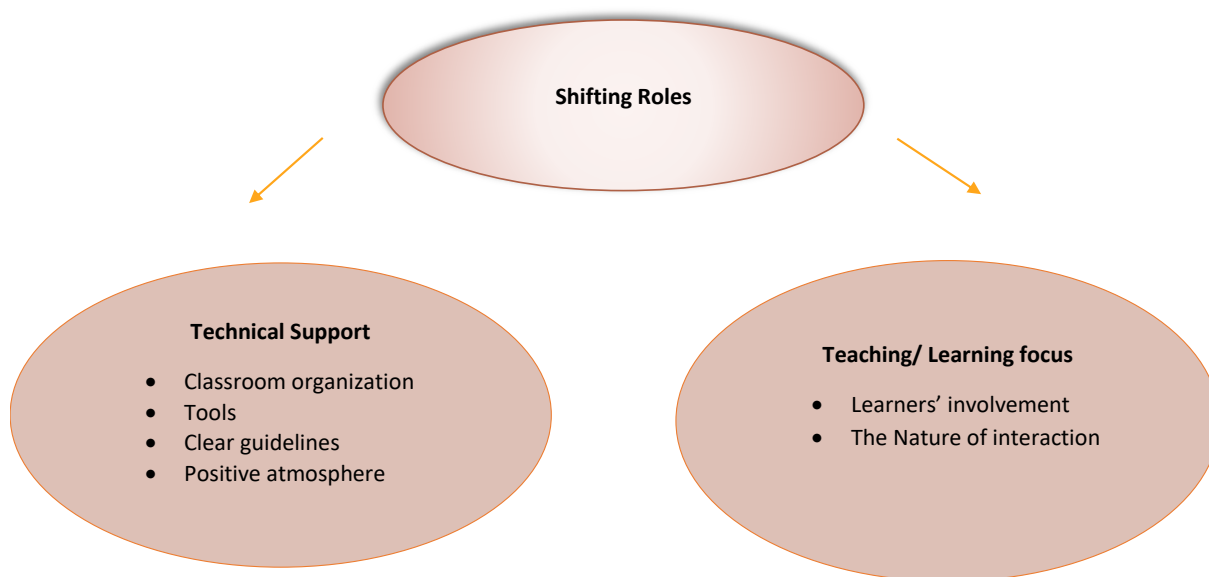 Shifting Roles
Technical Support
• Classroom organization
• Tools
• Clear guidelines
• Positive atmosphere
Teaching/ Learning focus
• Learners’ involvement
• The Nature of interaction